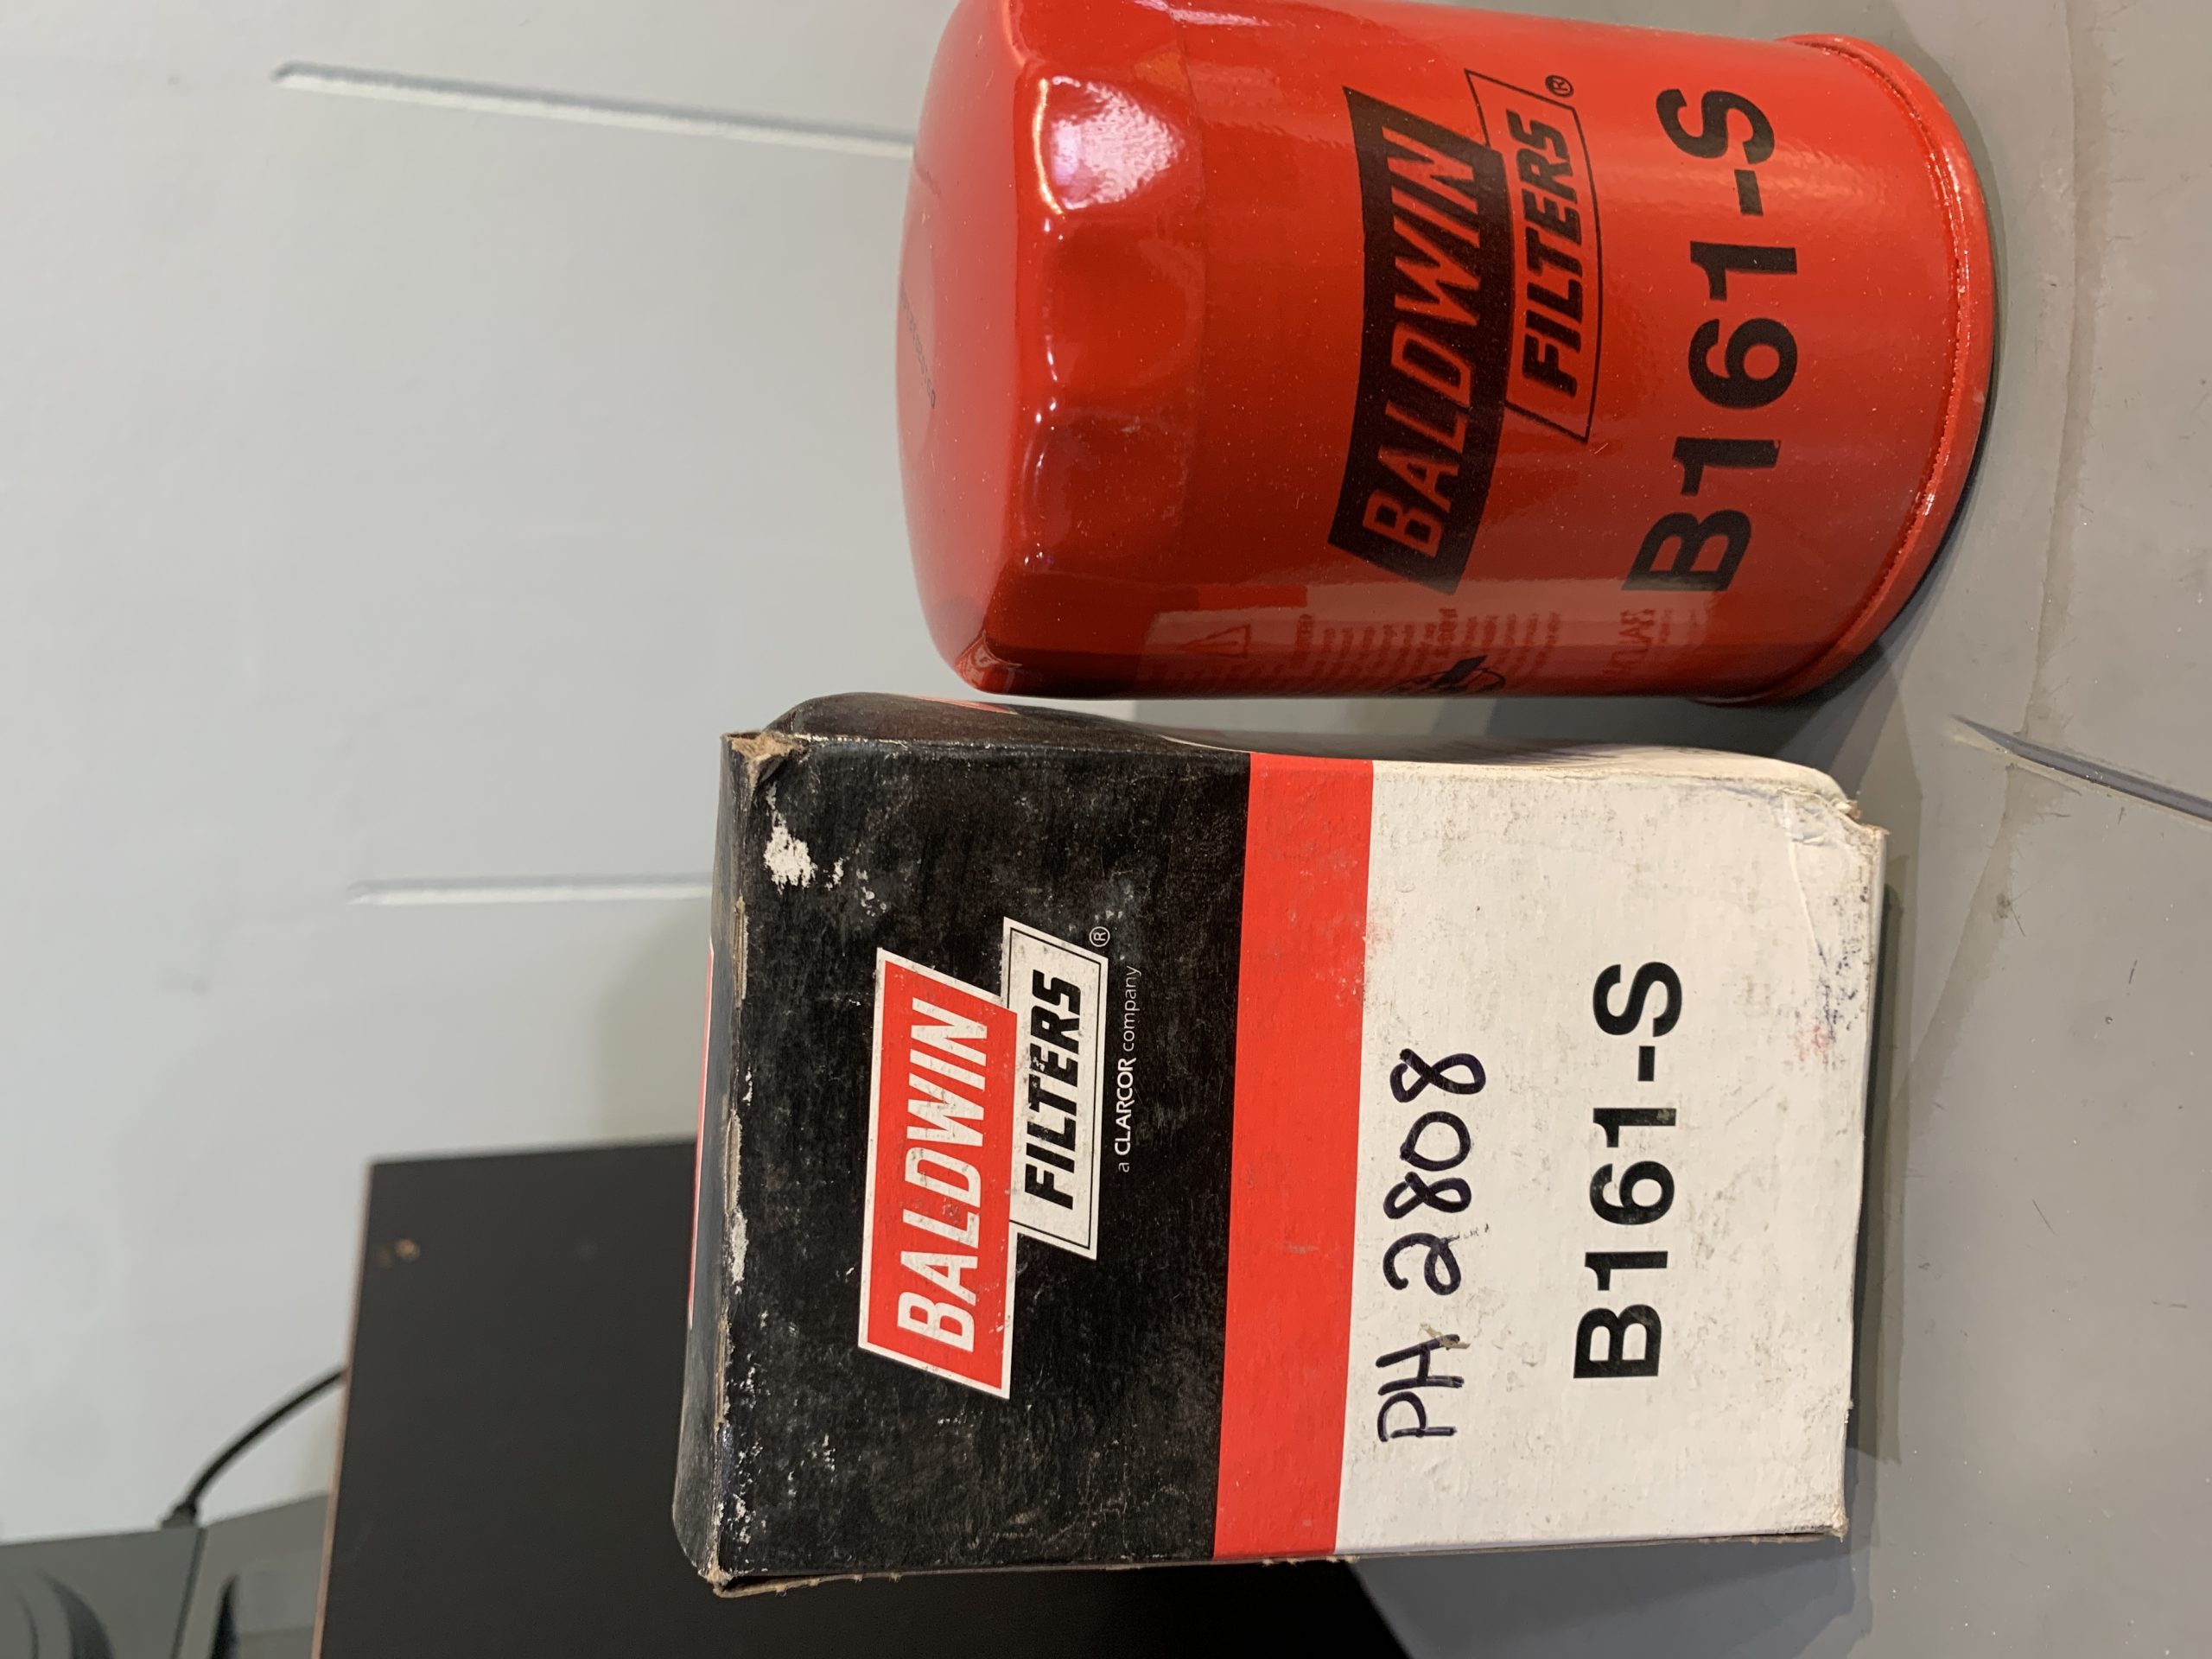 BALDWIN
FILTERS®
a CLARCOR company
PH 2808
B161-S
BALDWIN
FILTERS®
B161-S